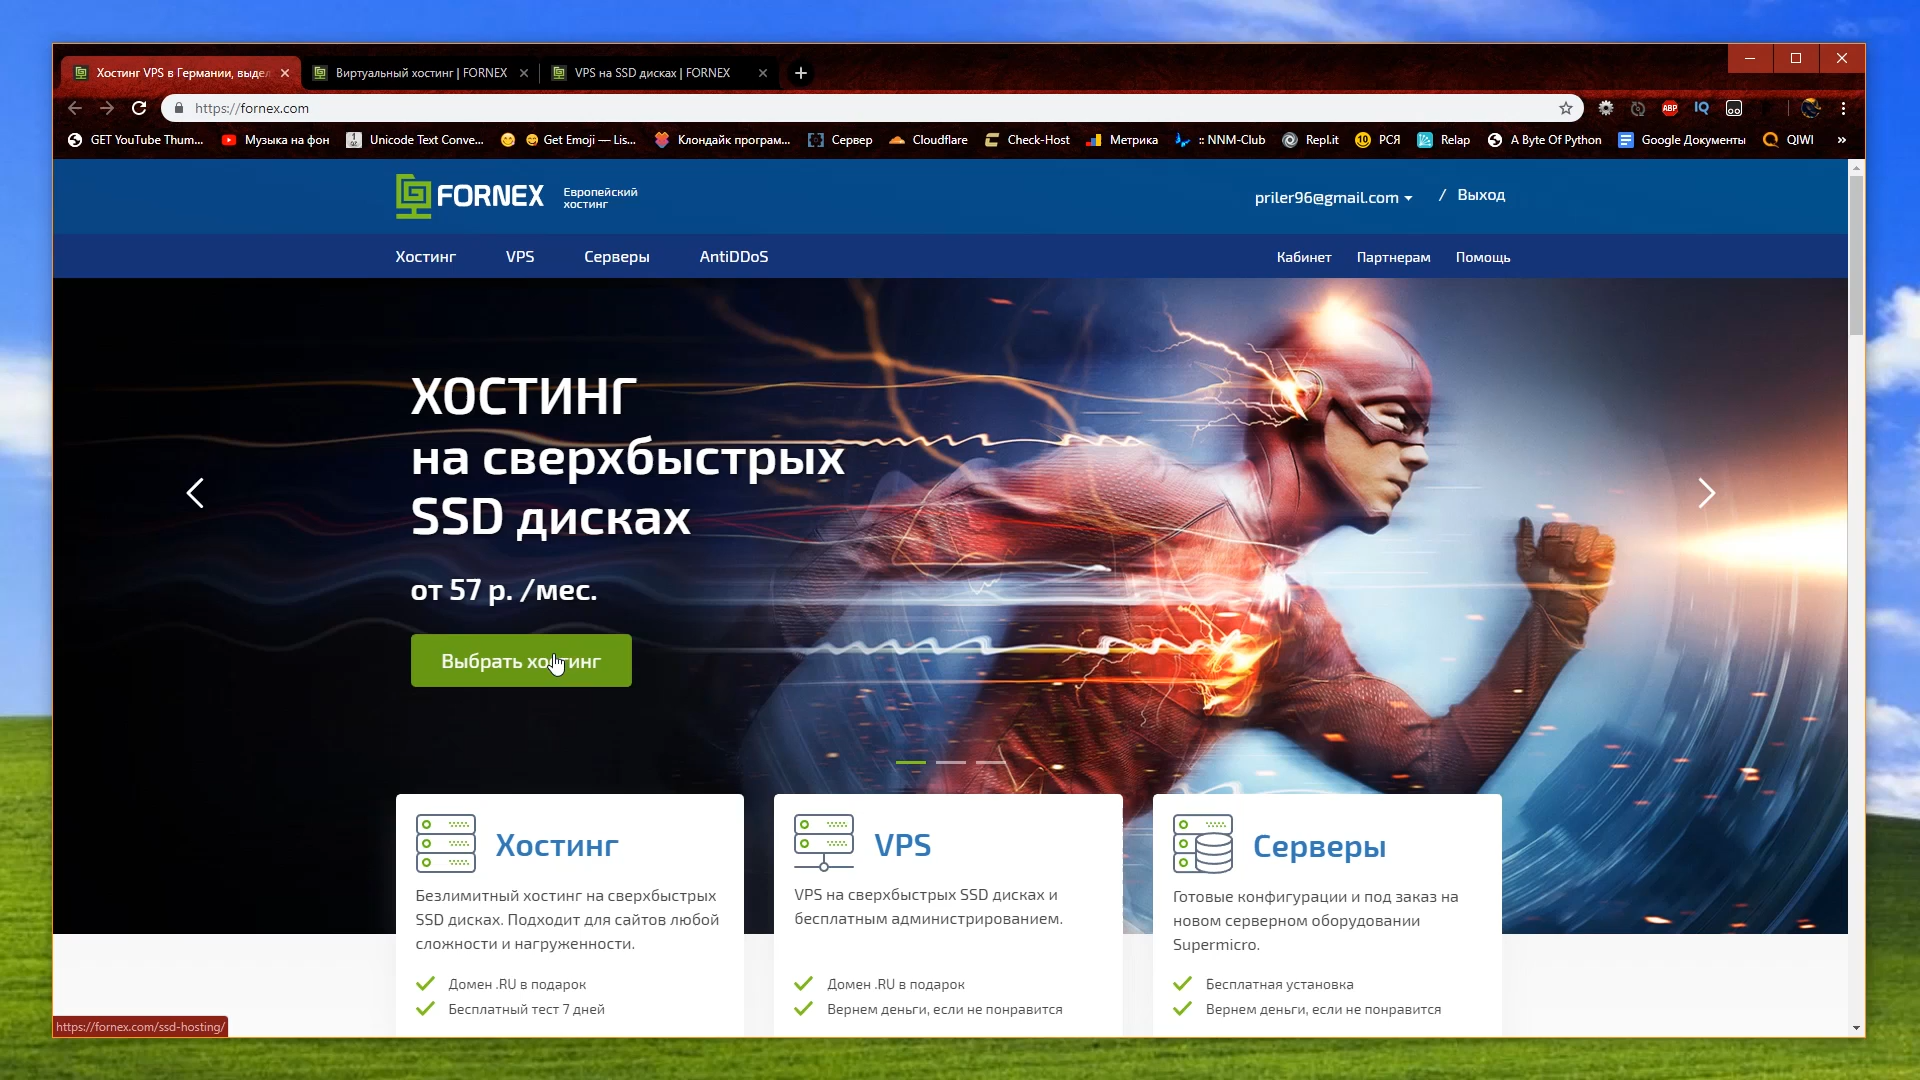 Хостинг VPS в Германии, выдел
Виртуальный хостинг | FORNEX
VPS на SSD дисках | FORNEX
https://fornex.com
ABP
IQ
GET YouTube Thum...
Музыка на фон
Unicode Text Conve...
Get Emoji — Lis...
Клондайк програм...
Сервер
Cloudflare
Check-Host
Метрика
:: NNM-Club
Repl.it
10
РСЯ
Relap
A Byte Of Python
Google Документы
QIWI
»
FORNEX
Европейский
хостинг
priler96@gmail.com
/ Выход
Хостинг
VPS
Серверы
AntiDDoS
Кабинет
Партнерам
Помощь
ХОСТИНГ
на сверхбыстрых
SSD дисках
от 57 р. /мес.
Выбрать хостинг
Хостинг
Безлимитный хостинг на сверхбыстрых
SSD дисках. Подходит для сайтов любой
сложности и нагруженности.
Домен .RU в подарок
Бесплатный тест 7 дней
VPS
VPS на сверхбыстрых SSD дисках и
бесплатным администрированием.
Домен .RU в подарок
Вернем деньги, если не понравится
Серверы
Готовые конфигурации и под заказ на
новом серверном оборудовании
Supermicro.
Бесплатная установка
Вернем деньги, если не понравится
https://fornex.com/ssd-hosting/